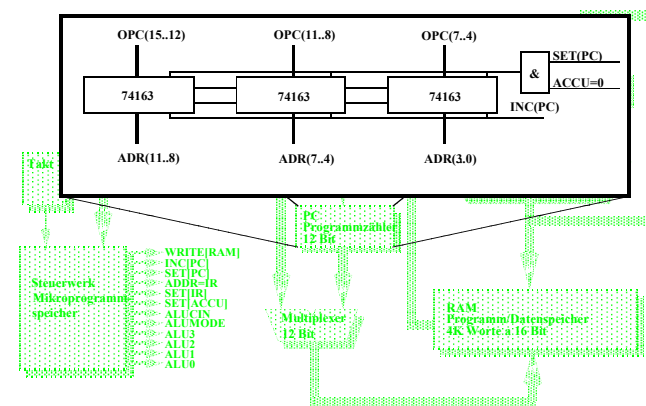 OPC(15..12) OPC(11..8) OPC(7..4)
SET(PC)
&
ACCU=0
74163 74163 74163
INC(PC)
ADR(11..8) ADR(7..4) ADR(3.0)
Takt
PC
Programmzähler
12 Bit
WRITE[RAM]
INC[PC]
SET[PC]
ADDR=IR
SET[IR]
SET[ACCU]
ALUCIN
ALUMODE
ALU3
ALU2
ALU1
ALU0
Steuerwerk
Mikroprogramm-
speicher
Multiplexer
12 Bit
RAM
Programm/Datenspeicher
4K Worte a 16 Bit